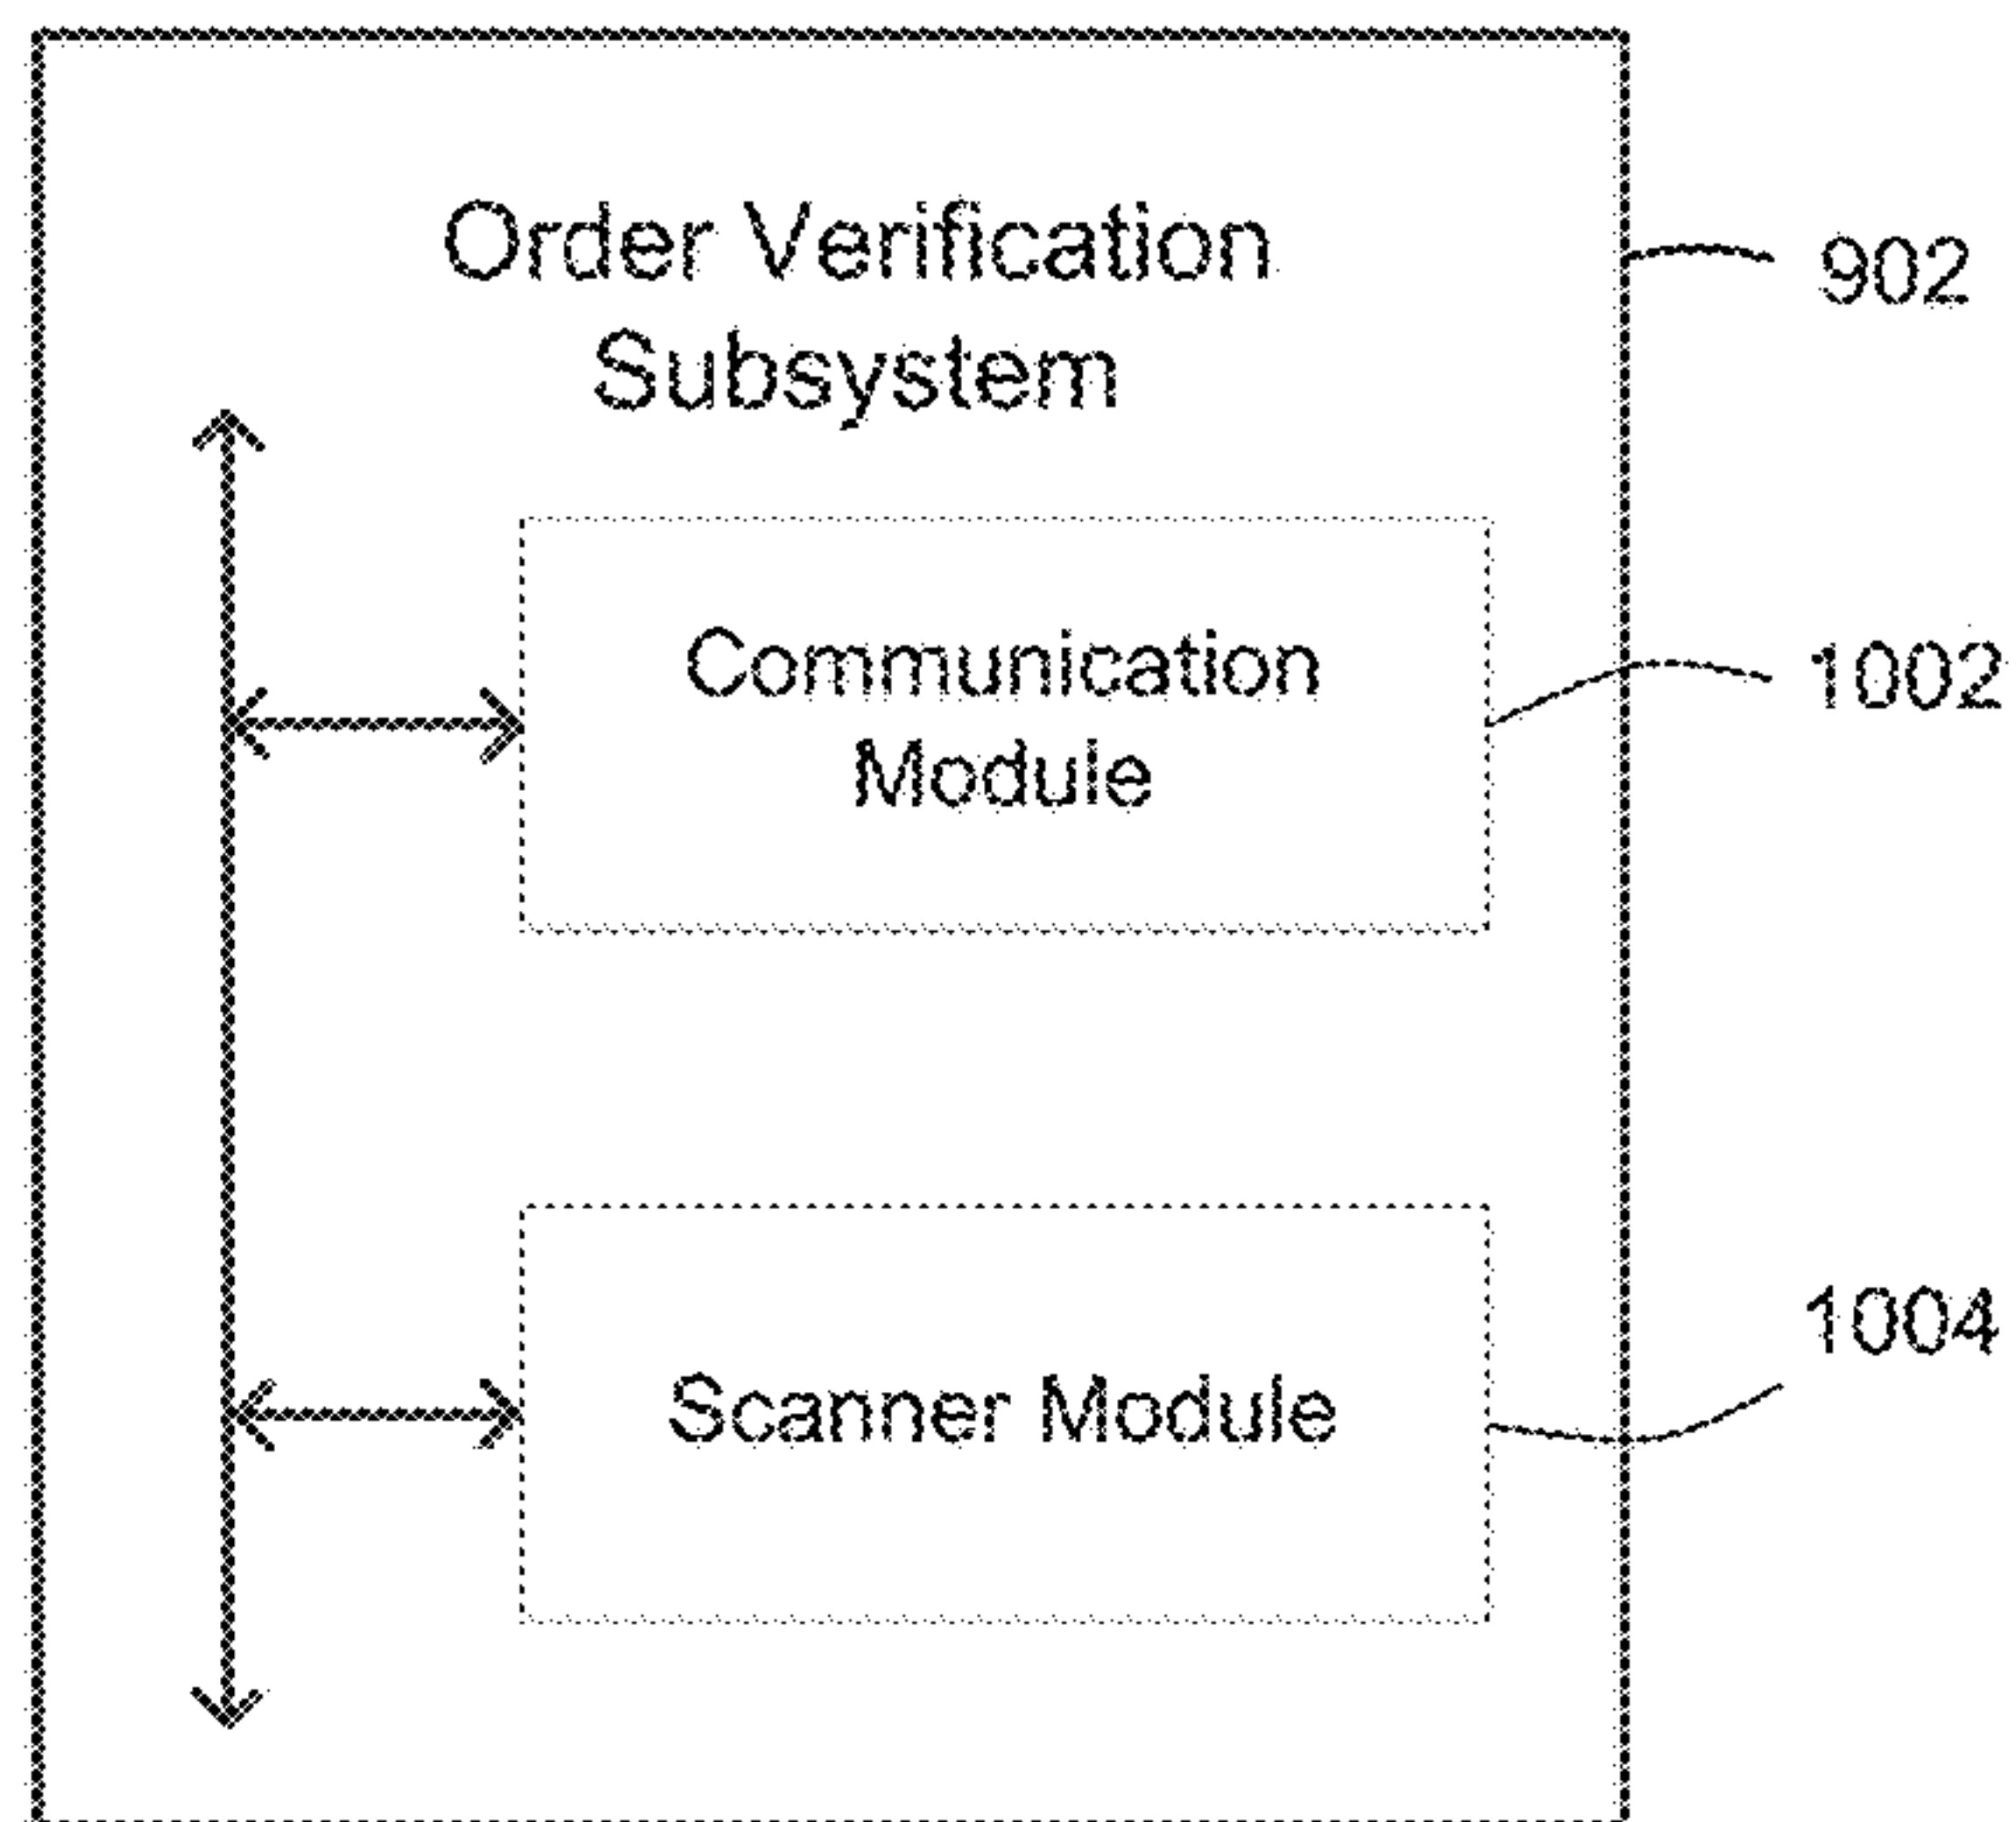 Order Verification
Subsystem
902
Communication
Module
1002
Scanner Module
1004